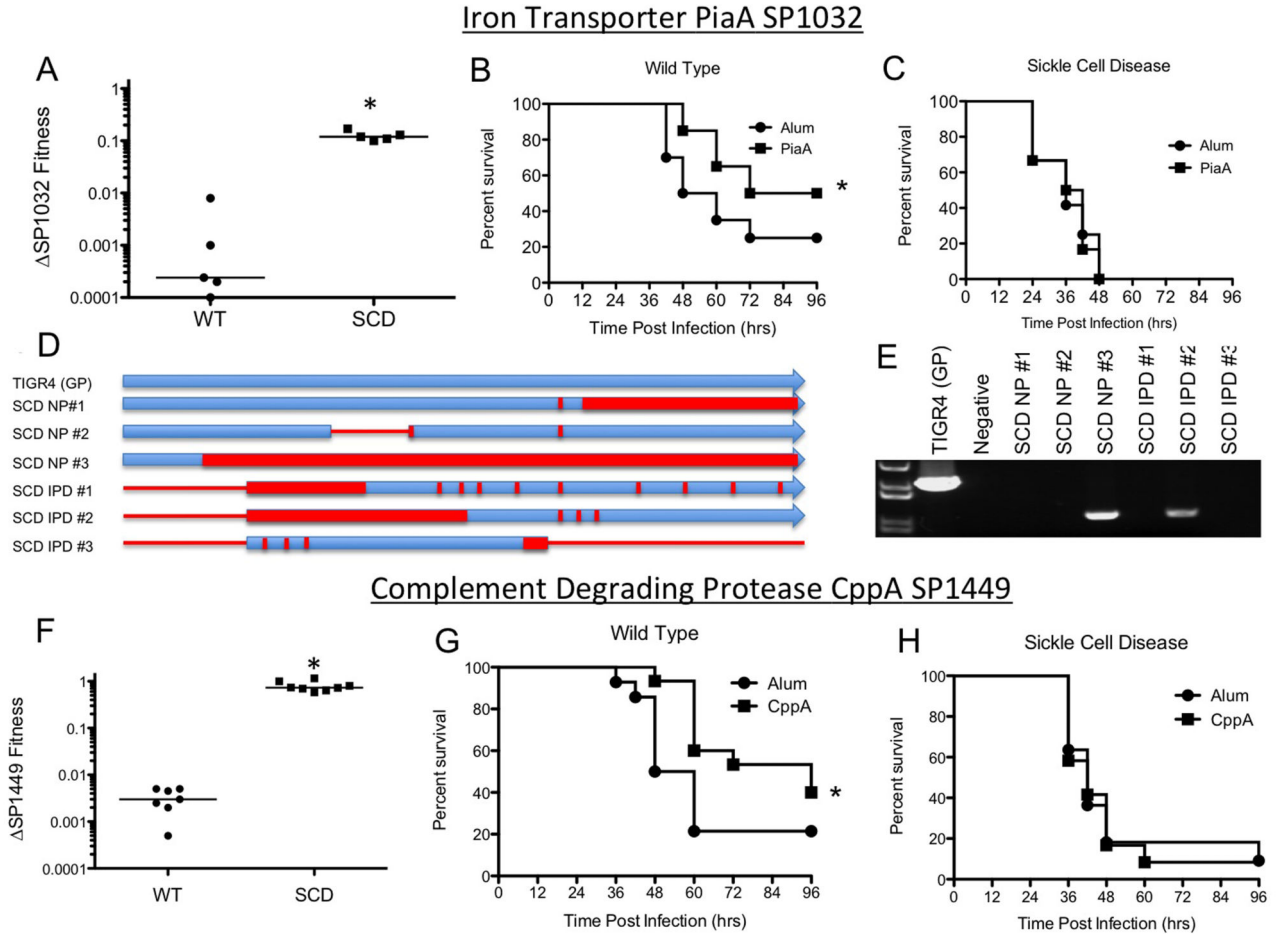 Iron Transporter PiaA SP1032
A
ΔSP1032 Fitness
1
0.1
0.01
0.001
0.0001
*
WT
SCD
B
Wild Type
Percent survival
100
80
60
40
20
0
Alum
PiaA
*
0 12 24 36 48 60 72 84 96
Time Post Infection (hrs)
C
Sickle Cell Disease
Percent survival
100
80
60
40
20
0
Alum
PiaA
0 12 24 36 48 60 72 84 96
Time Post Infection (hrs)
D
TIGR4 (GP)
SCD NP#1
SCD NP #2
SCD NP #3
SCD IPD #1
SCD IPD #2
SCD IPD #3
E
TIGR4 (GP)
Negative
SCD NP #1
SCD NP #2
SCD NP #3
SCD IPD #1
SCD IPD #2
SCD IPD #3
Complement Degrading Protease CppA SP1449
F
ΔSP1449 Fitness
1
0.1
0.01
0.001
0.0001
*
WT
SCD
G
Wild Type
Percent survival
100
80
60
40
20
0
Alum
CppA
*
0 12 24 36 48 60 72 84 96
Time Post Infection (hrs)
H
Sickle Cell Disease
Percent survival
100
80
60
40
20
0
Alum
CppA
0 12 24 36 48 60 72 84 96
Time Post Infection (hrs)